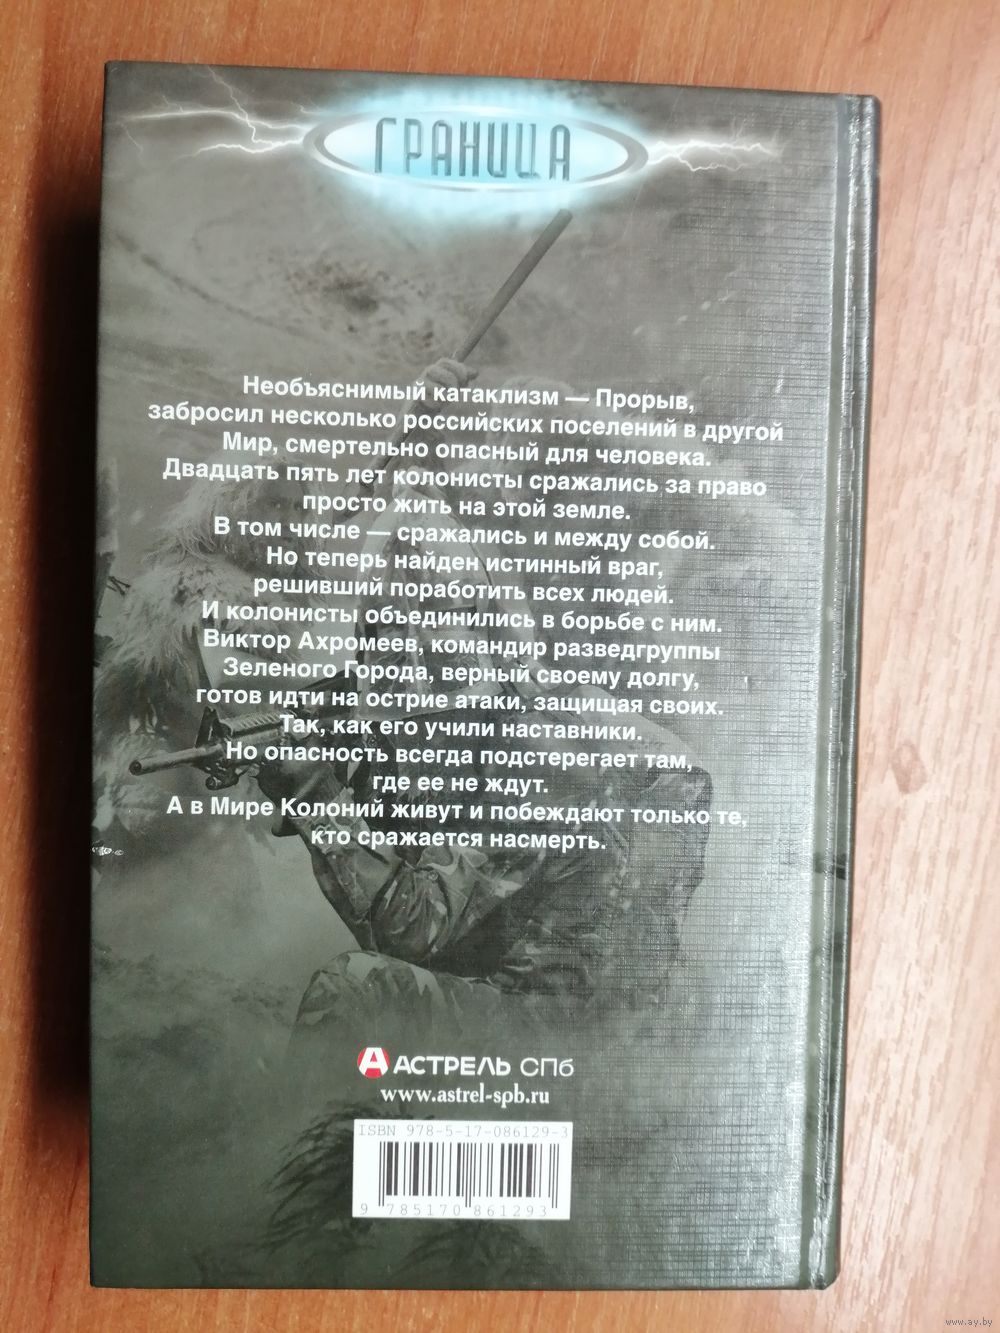 ГРАНИЦА
Необъяснимый катаклизм — Прорыв,
забросил несколько российских поселений в другой
Мир, смертельно опасный для человека.
Двадцать пять лет колонисты сражались за право
просто жить на этой земле.
В том числе — сражались и между собой.
Но теперь найден истинный враг,
решивший поработить всех людей.
И колонисты объединились в борьбе с ним.
Виктор Ахромеев, командир разведгруппы
Зеленого Города, верный своему долгу,
готов идти на острие атаки, защищая своих.
Так, как его учили наставники.
Но опасность всегда подстерегает там,
где ее не ждут.
А в Мире Колоний живут и побеждают только те,
кто сражается насмерть.
А АСТРЕЛЬ СПб
www.astrel-spb.ru
ISBN 978-5-17-086129-3
9 785170 861293
www.ay.by